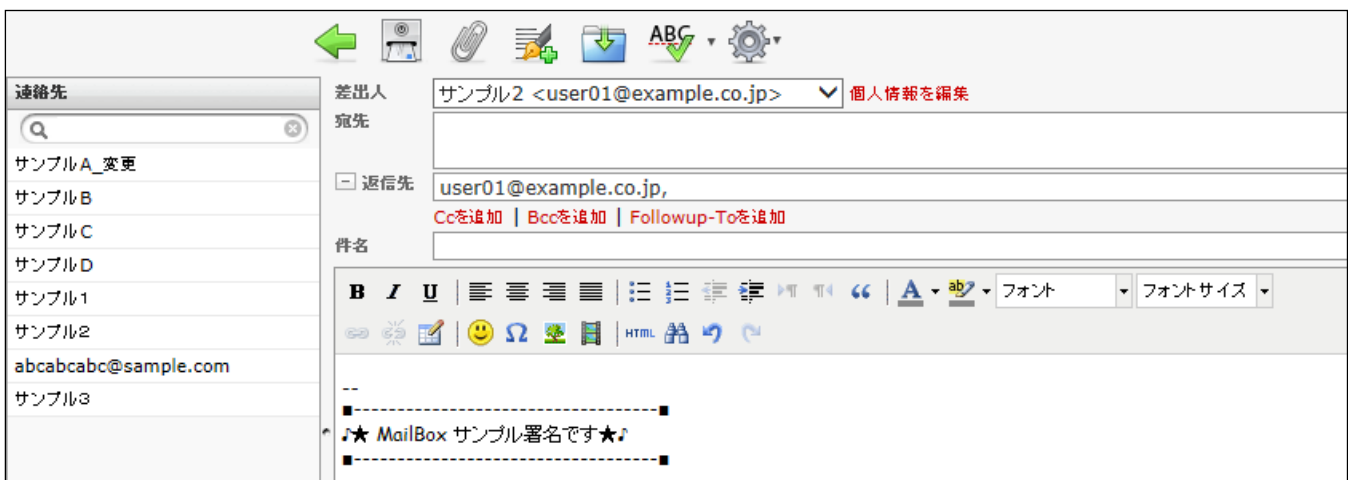 ABC
連絡先
サンプルA_変更
サンプルB
サンプルC
サンプルD
サンプル1
サンプル2
abcabcabc@sample.com
サンプル3
差出人 サンプル2 <user01@example.co.jp> 個人情報を編集
宛先
返信先 user01@example.co.jp,
Ccを追加 | Bccを追加 | Followup-Toを追加
件名
B I U A ab フォント フォントサイズ
Ω HTML
--
■-----------------------------------■
♪★ MailBox サンプル署名です★♪
■-----------------------------------■